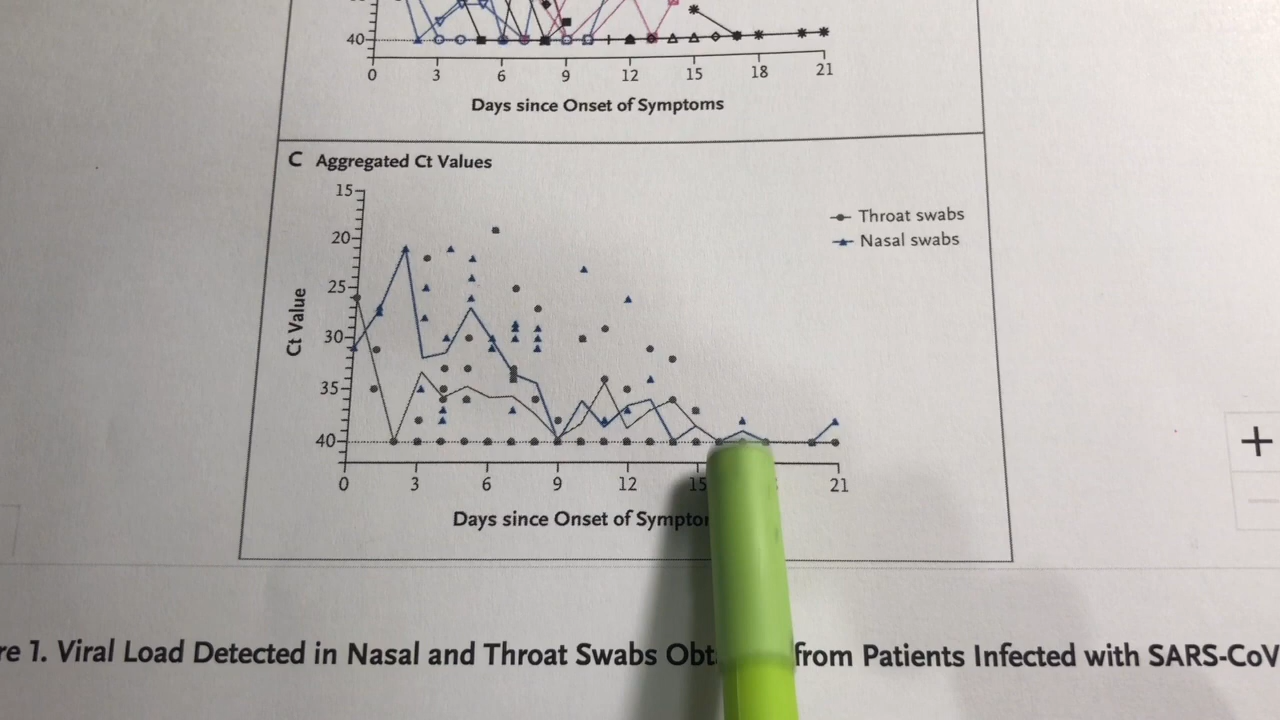 40
0 3 6 9 12 15 18 21
Days since Onset of Symptoms
C Aggregated Ct Values
15
Throat swabs
20
Nasal swabs
25
Ct Value
30
35
40
0 3 6 9 12 15 21
Days since Onset of Sympto
re 1. Viral Load Detected in Nasal and Throat Swabs Obt from Patients Infected with SARS-CoV
+